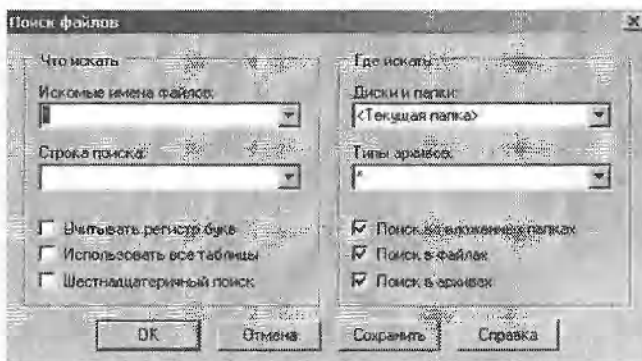 Поиск файлов
Что искать
Искомые имена файлов:
*
Строка поиска:
Учитывать регистр букв
Использовать все таблицы
Шестнадцатеричный поиск
Где искать
Диски и папки:
<Текущая папка>
Типы архивов:
*
Поиск во вложенных папках
Поиск в файлах
Поиск в архивах
OK
Отмена
Сохранить
Справка